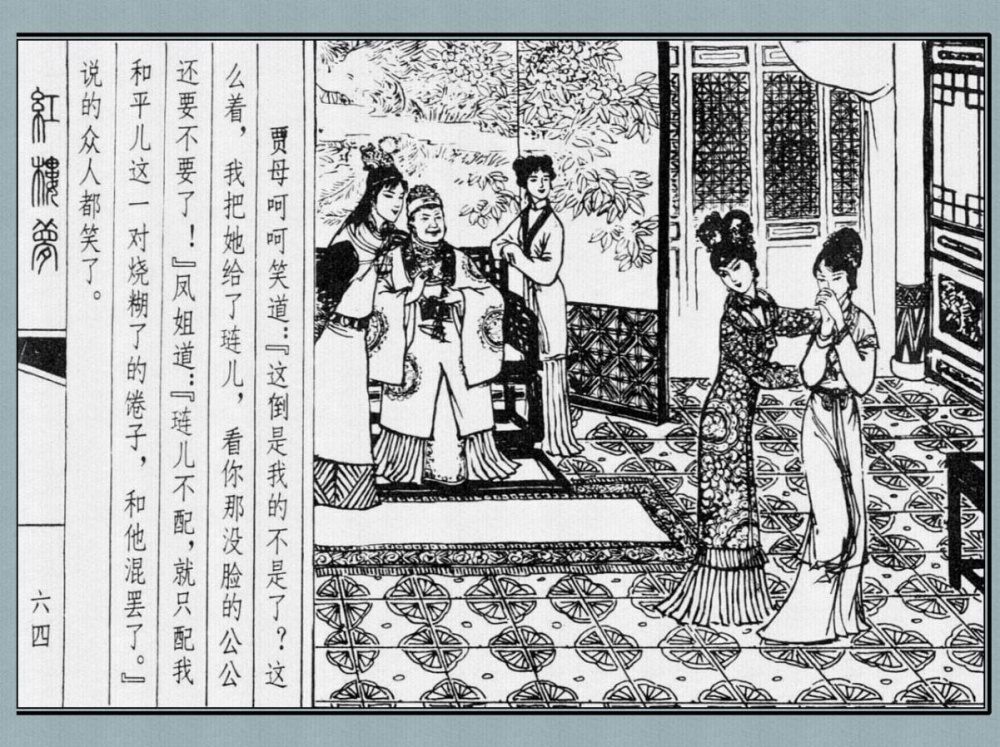 贾母呵呵笑道：『这倒是我的不是了？这
么着，我把她给了琏儿，看你那没脸的公公
还要不要了！』凤姐道：『琏儿不配，就只配我
和平儿这一对烧糊了的倦子，和他混罢了。』
说的众人都笑了。
紅樓夢
六四